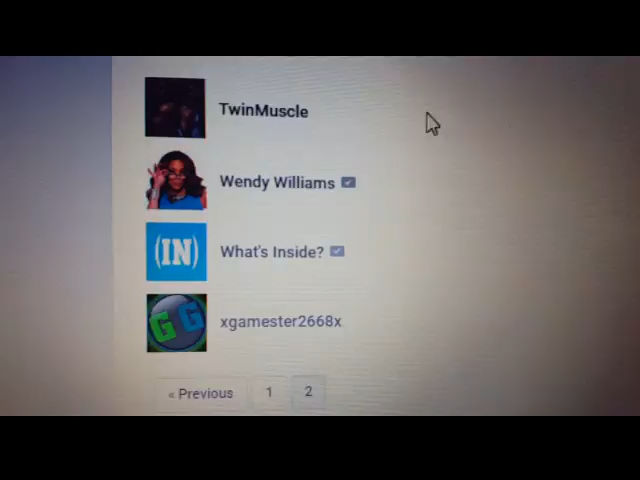 TwinMuscle
Wendy Williams
(IN)
What's Inside?
GG
xgamester2668x
« Previous 1 2